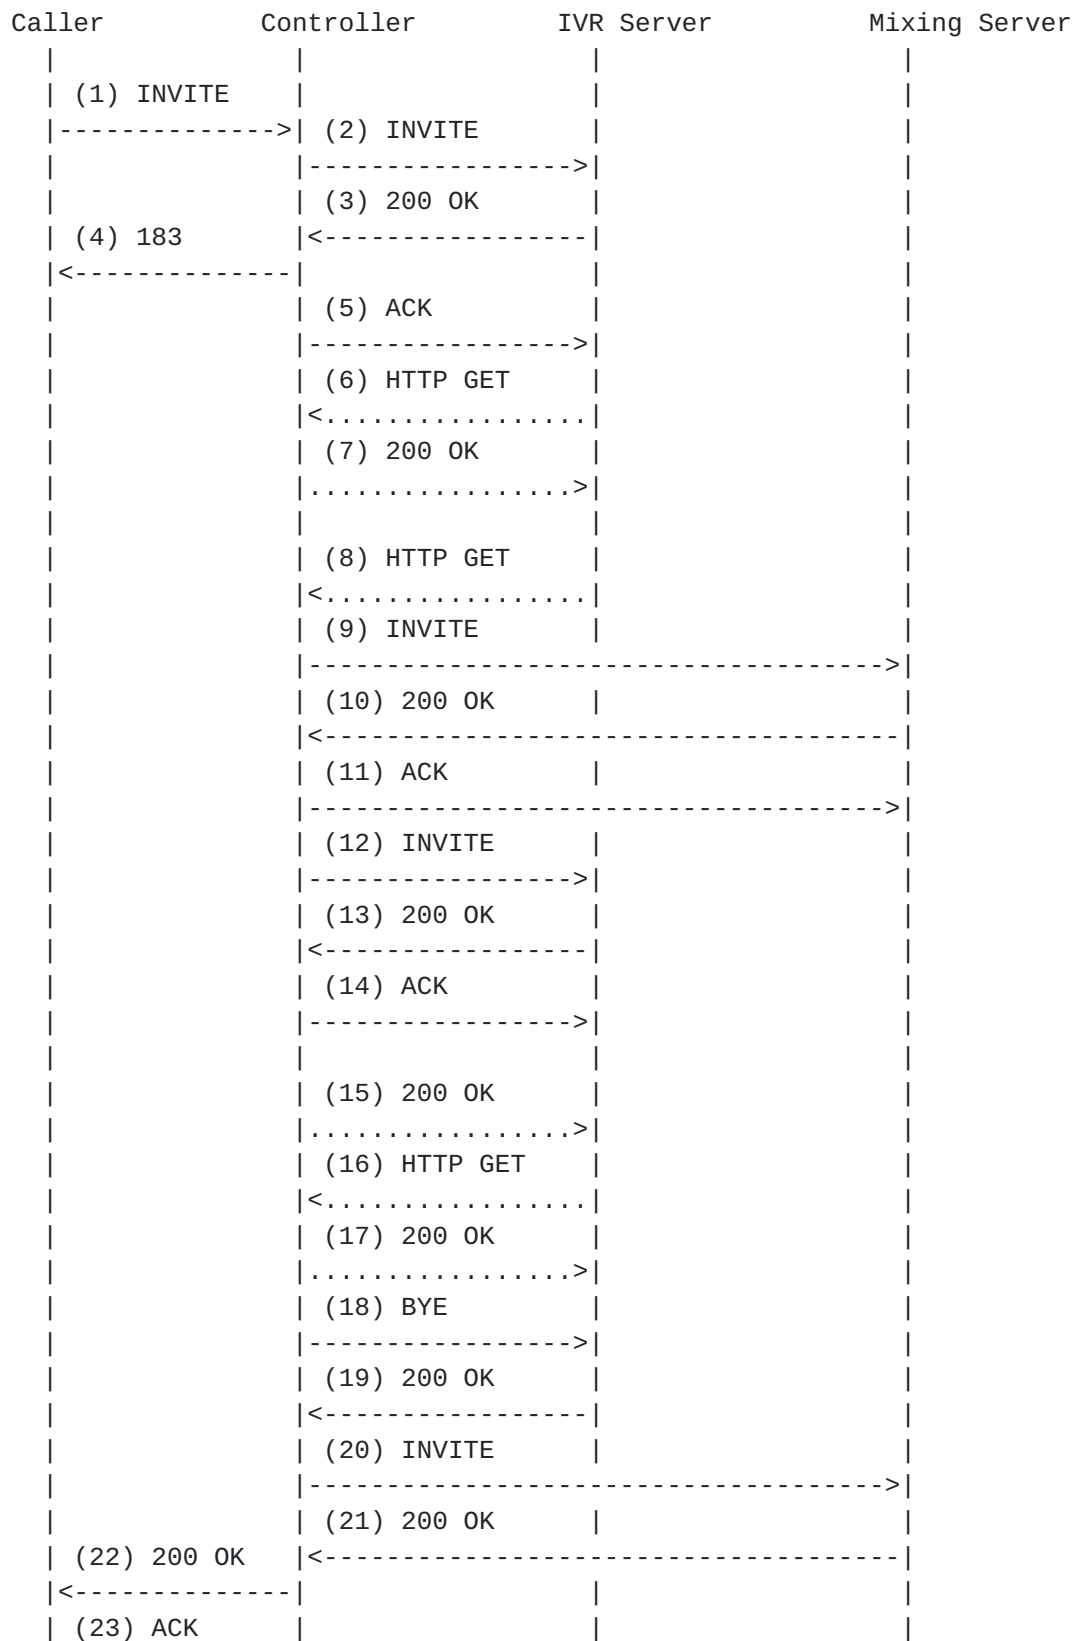 Caller Controller IVR Server Mixing Server
(1) INVITE
(2) INVITE
(3) 200 OK
(4) 183
(5) ACK
(6) HTTP GET
(7) 200 OK
(8) HTTP GET
(9) INVITE
(10) 200 OK
(11) ACK
(12) INVITE
(13) 200 OK
(14) ACK
(15) 200 OK
(16) HTTP GET
(17) 200 OK
(18) BYE
(19) 200 OK
(20) INVITE
(21) 200 OK
(22) 200 OK
(23) ACK